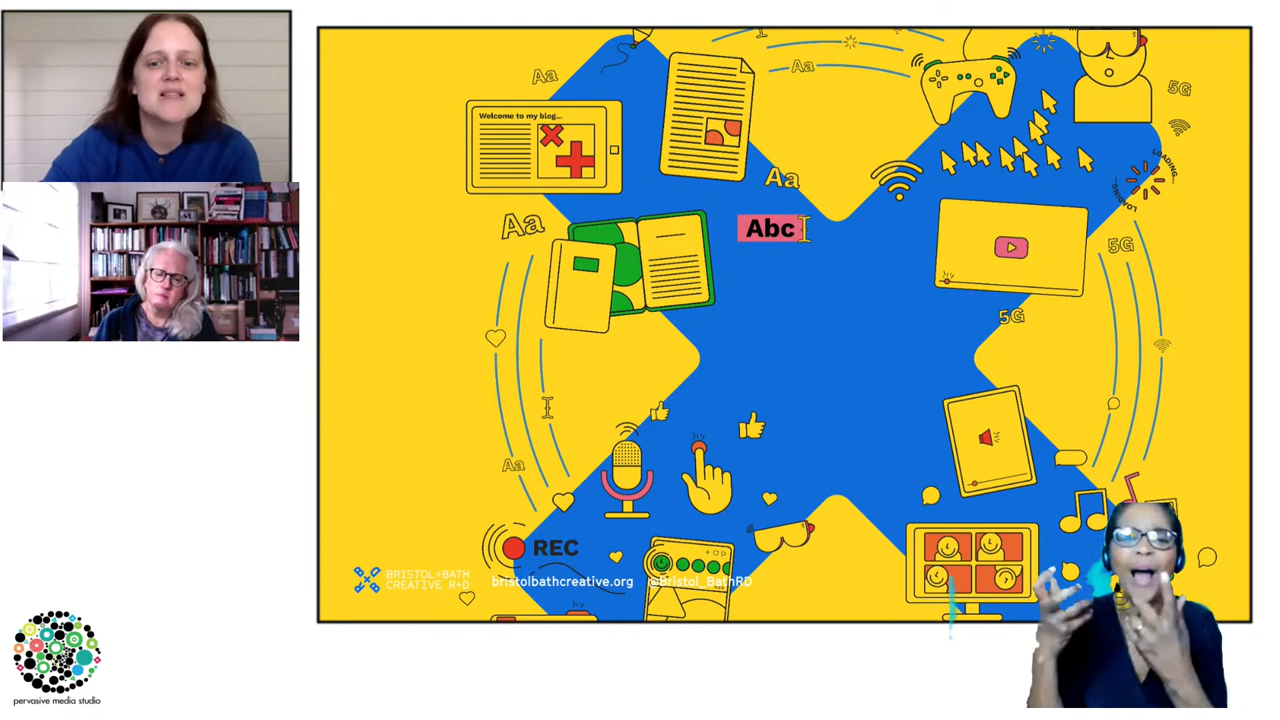 Aa
Aa
5G
Welcome to my blog...
Aa
LOADING...
LOADING...
Aa
Abc
5G
5G
Aa
REC
BRISTOL+BATH
CREATIVE R+D
bristolbathcreative.org
@Bristol_BathRD
pervasive media studio